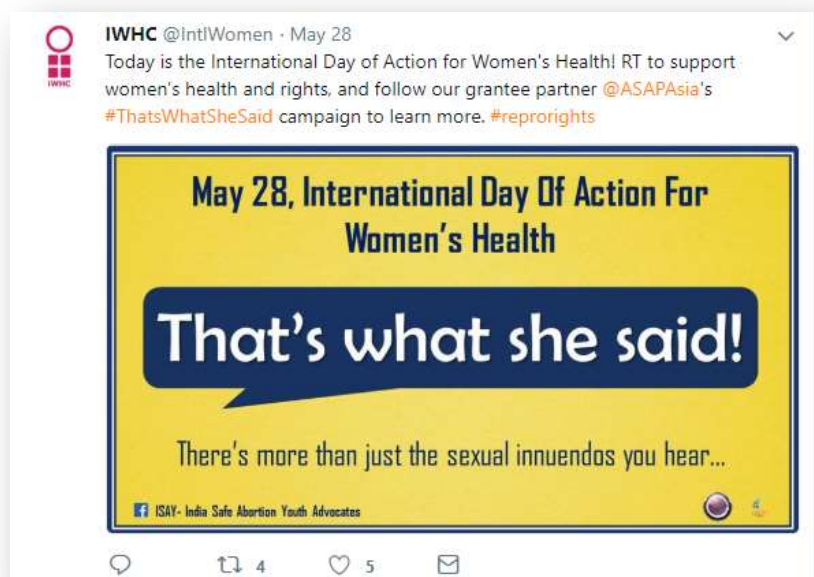 IWHC @IntlWomen · May 28
Today is the International Day of Action for Women's Health! RT to support
women's health and rights, and follow our grantee partner @ASAPAsia's
#ThatsWhatSheSaid campaign to learn more. #reprorights
IWHC
May 28, International Day Of Action For
Women's Health
That's what she said!
There's more than just the sexual innuendos you hear...
f ISAY- India Safe Abortion Youth Advocates
4 5